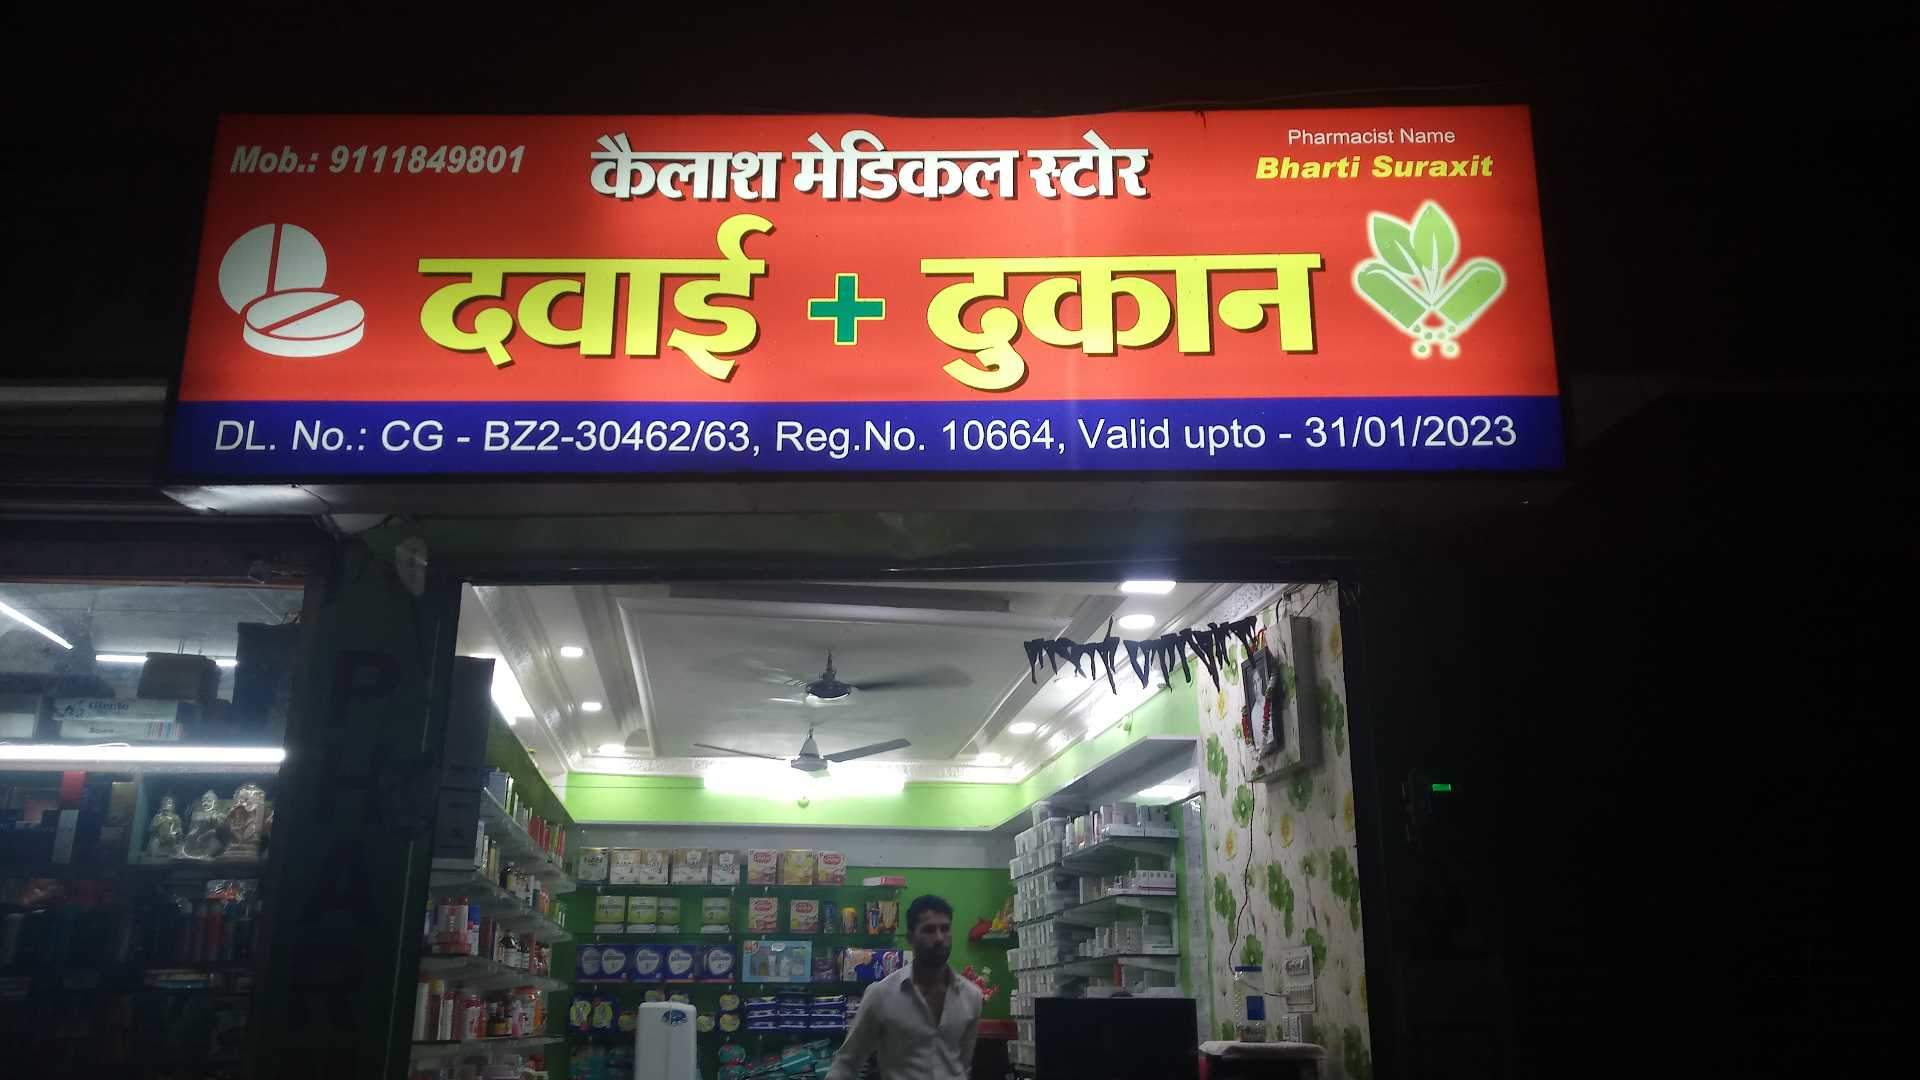 Mob.: 9111849801
कैलाश मेडिकल स्टोर
Pharmacist Name
Bharti Suraxit
दवाई + दुकान
DL. No.: CG - BZ2-30462/63, Reg.No. 10664, Valid upto - 31/01/2023